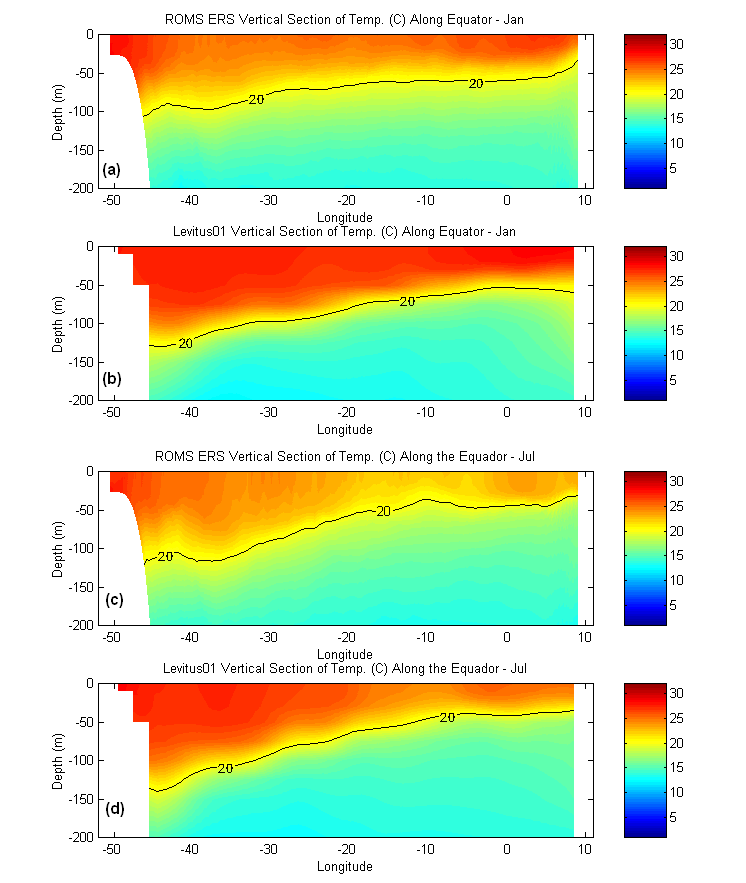 ROMS ERS Vertical Section of Temp. (C) Along Equator - Jan
0
-50
-100
-150
-200
Depth (m)
20
20
(a)
-50 -40 -30 -20 -10 0 10
Longitude
30
25
20
15
10
5
Levitus01 Vertical Section of Temp. (C) Along Equator - Jan
0
-50
-100
-150
-200
Depth (m)
20
20
(b)
-50 -40 -30 -20 -10 0 10
Longitude
30
25
20
15
10
5
ROMS ERS Vertical Section of Temp. (C) Along the Equador - Jul
0
-50
-100
-150
-200
Depth (m)
20
20
(c)
-50 -40 -30 -20 -10 0 10
Longitude
30
25
20
15
10
5
Levitus01 Vertical Section of Temp. (C) Along the Equador - Jul
0
-50
-100
-150
-200
Depth (m)
20
20
(d)
-50 -40 -30 -20 -10 0 10
Longitude
30
25
20
15
10
5